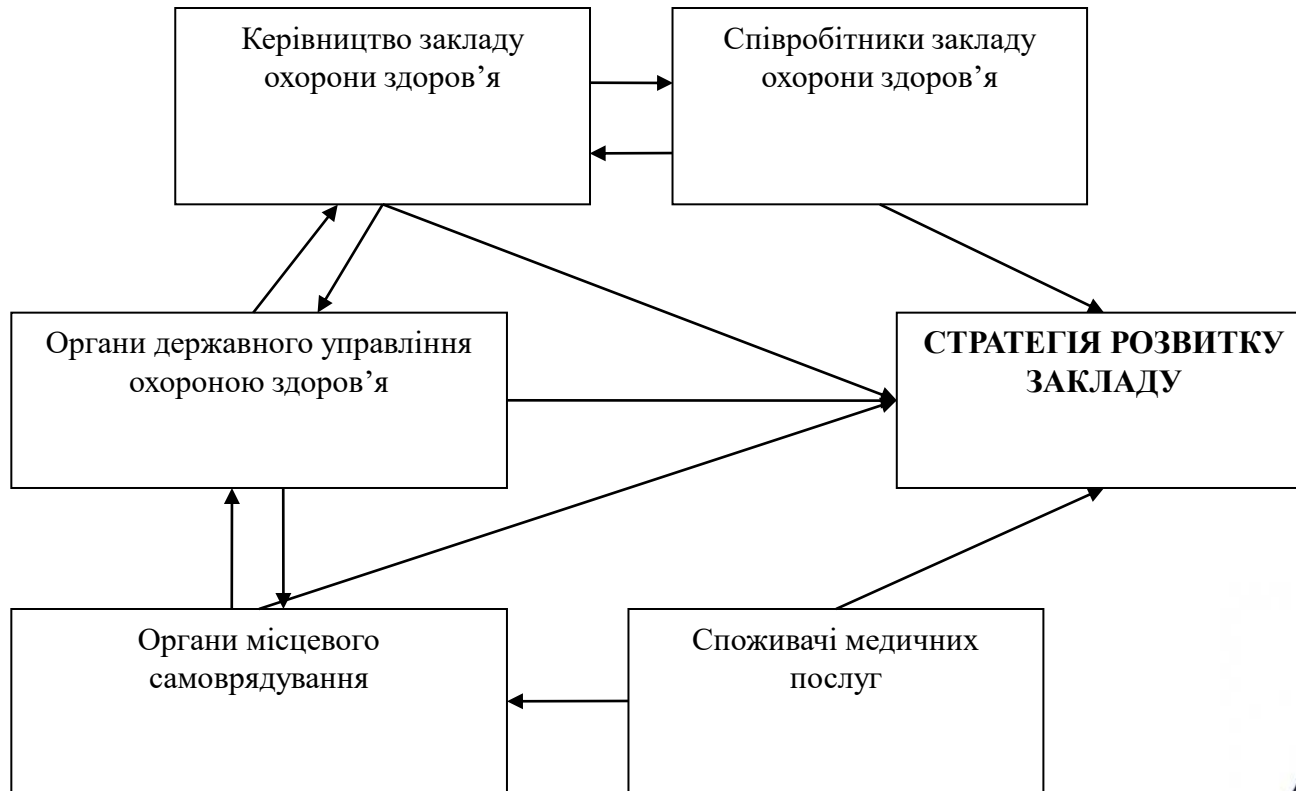 Керівництво закладу
охорони здоров’я
Співробітники закладу
охорони здоров’я
Органи державного управління
охороною здоров’я
СТРАТЕГІЯ РОЗВИТКУ
ЗАКЛАДУ
Органи місцевого
самоврядування
Споживачі медичних
послуг